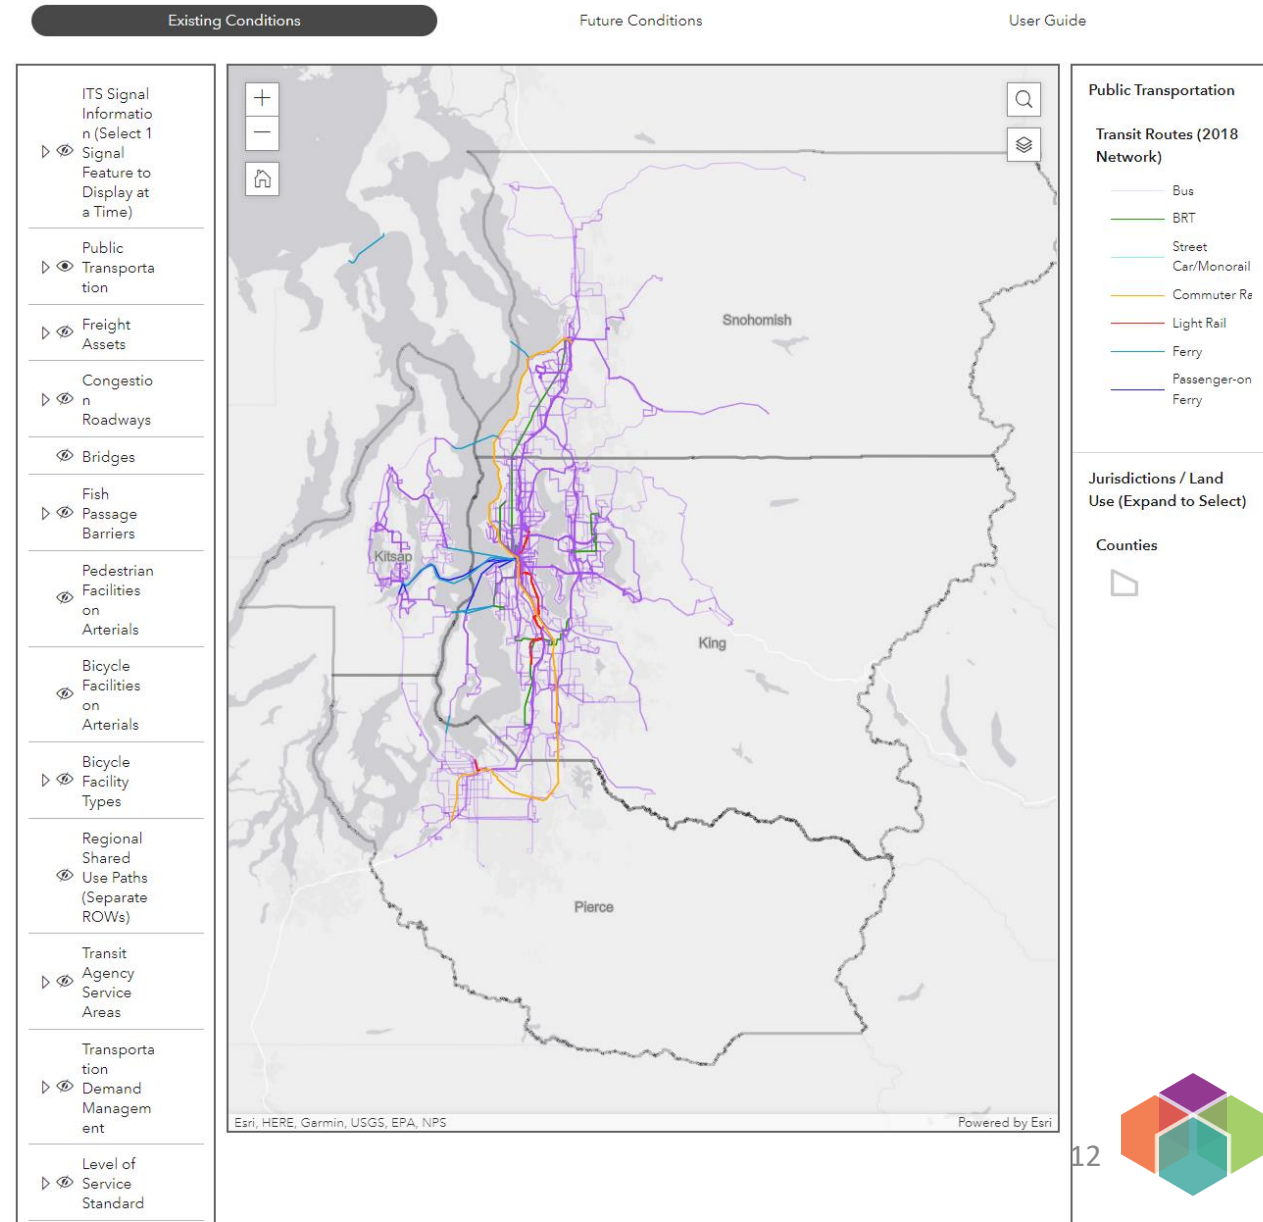 Existing Conditions
Future Conditions
User Guide
ITS Signal
Informatio
n (Select 1
Signal
Feature to
Display at
a Time)
Public
Transporta
tion
Freight
Assets
Congestio
n
Roadways
Bridges
Fish
Passage
Barriers
Pedestrian
Facilities
on
Arterials
Bicycle
Facilities
on
Arterials
Bicycle
Facility
Types
Regional
Shared
Use Paths
(Separate
ROWs)
Transit
Agency
Service
Areas
Transporta
tion
Demand
Managem
ent
Level of
Service
Standard
Snohomish
Kitsap
King
Pierce
Esri, HERE, Garmin, USGS, EPA, NPS
Powered by Esri
Public Transportation
Transit Routes (2018
Network)
Bus
BRT
Street
Car/Monorail
Commuter Ra
Light Rail
Ferry
Passenger-on
Ferry
Jurisdictions / Land
Use (Expand to Select)
Counties
12